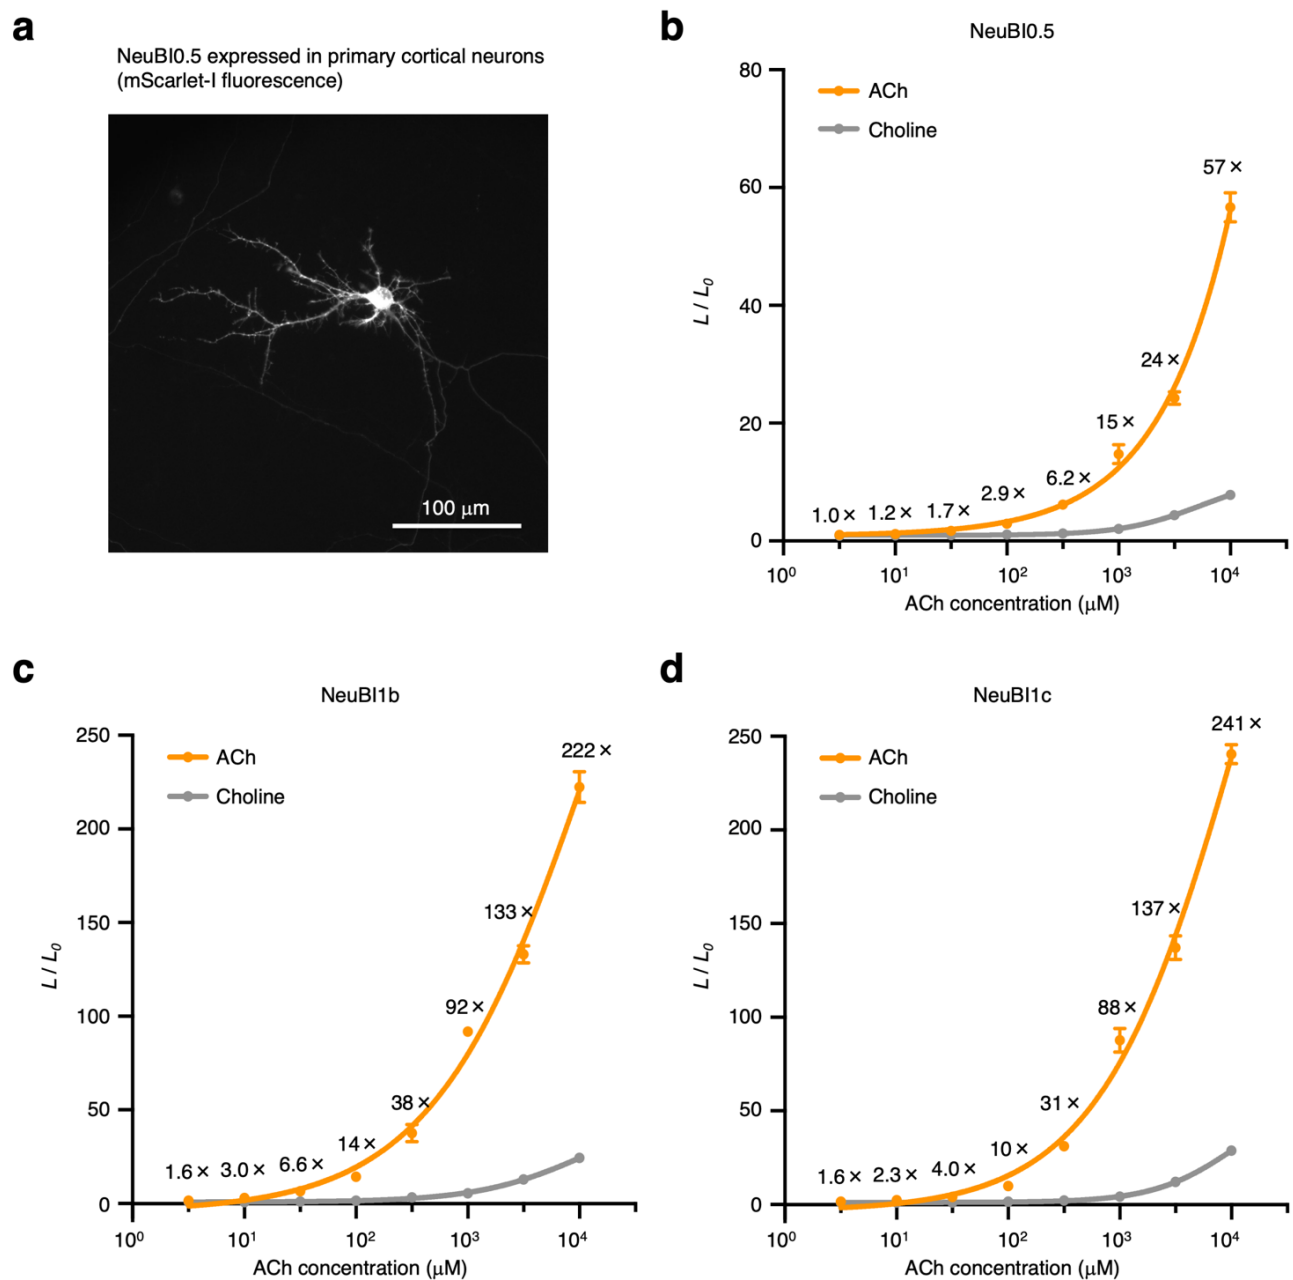 a
NeuBI0.5 expressed in primary cortical neurons
(mScarlet-I fluorescence)
100 μm
b
NeuBI0.5
80
60
40
20
0
L / L0
ACh
Choline
1.0 ×
1.2 ×
1.7 ×
2.9 ×
6.2 ×
15 ×
24 ×
57 ×
10⁰
10¹
10²
10³
10⁴
ACh concentration (μM)
c
NeuBI1b
250
200
150
100
50
0
L / L0
ACh
Choline
1.6 ×
3.0 ×
6.6 ×
14 ×
38 ×
92 ×
133 ×
222 ×
10⁰
10¹
10²
10³
10⁴
ACh concentration (μM)
d
NeuBI1c
250
200
150
100
50
0
L / L0
ACh
Choline
1.6 ×
2.3 ×
4.0 ×
10 ×
31 ×
88 ×
137 ×
241 ×
10⁰
10¹
10²
10³
10⁴
ACh concentration (μM)